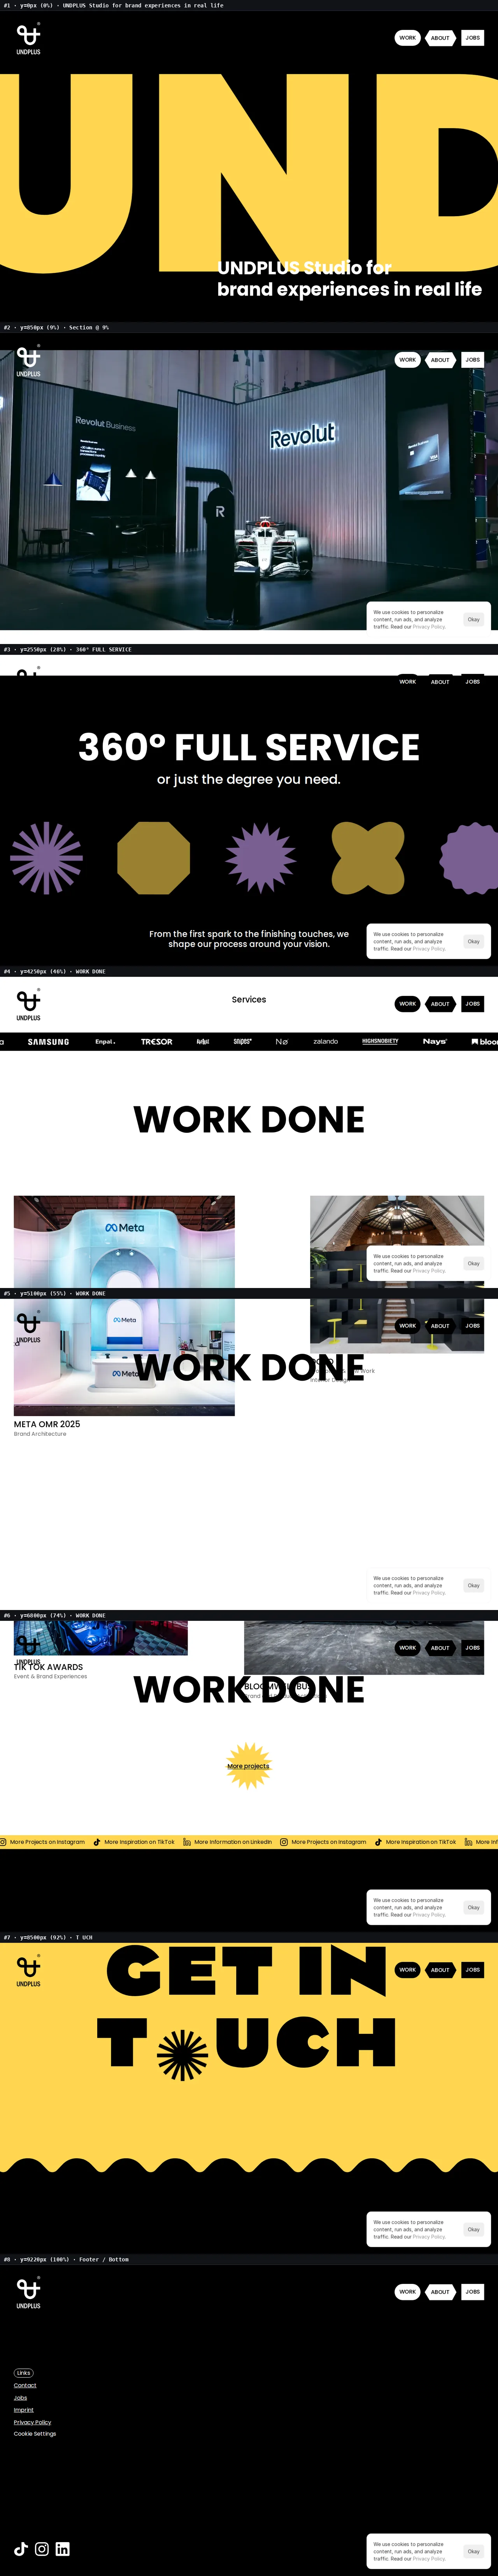 #1 · y=0px (0%) · UNDPLUS Studio for brand experiences in real life
UNDPLUS
WORK
ABOUT
JOBS
UND
UNDPLUS Studio for
brand experiences in real life
#2 · y=850px (9%) · Section @ 9%
UNDPLUS
WORK
ABOUT
JOBS
Revolut Business
Revolut
R
We use cookies to personalize
content, run ads, and analyze
traffic. Read our Privacy Policy.
Okay
#3 · y=2550px (28%) · 360° FULL SERVICE
WORK
ABOUT
JOBS
360° FULL SERVICE
or just the degree you need.
From the first spark to the finishing touches, we
shape our process around your vision.
We use cookies to personalize
content, run ads, and analyze
traffic. Read our Privacy Policy.
Okay
#4 · y=4250px (46%) · WORK DONE
UNDPLUS
Services
WORK
ABOUT
JOBS
SAMSUNG
Enpal.
TRESOR
snipes
NØ
zalando
HIGHSNOBIETY
Nays
bloom
WORK DONE
Meta
We use cookies to personalize
content, run ads, and analyze
traffic. Read our Privacy Policy.
Okay
#5 · y=5100px (55%) · WORK DONE
UNDPLUS
WORK
ABOUT
JOBS
Meta
Meta
WORK DONE
META OMR 2025
Brand Architecture
We use cookies to personalize
content, run ads, and analyze
traffic. Read our Privacy Policy.
Okay
#6 · y=6800px (74%) · WORK DONE
UNDPLUS
WORK
ABOUT
JOBS
TIK TOK AWARDS
Event & Brand Experiences
WORK DONE
More projects
More Projects on Instagram
More Inspiration on TikTok
More Information on Linkedin
More Projects on Instagram
More Inspiration on TikTok
More Inf
We use cookies to personalize
content, run ads, and analyze
traffic. Read our Privacy Policy.
Okay
#7 · y=8500px (92%) · T UCH
UNDPLUS
WORK
ABOUT
JOBS
GET IN
T UCH
We use cookies to personalize
content, run ads, and analyze
traffic. Read our Privacy Policy.
Okay
#8 · y=9220px (100%) · Footer / Bottom
UNDPLUS
WORK
ABOUT
JOBS
Links
Contact
Jobs
Imprint
Privacy Policy
Cookie Settings
We use cookies to personalize
content, run ads, and analyze
traffic. Read our Privacy Policy.
Okay